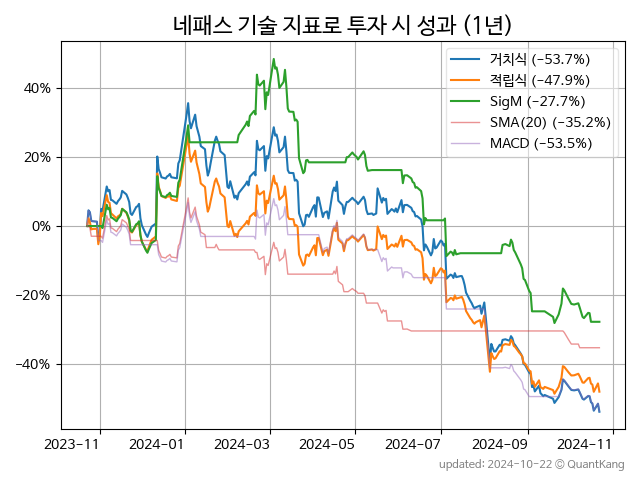 네패스 기술 지표로 투자 시 성과 (1년)
거치식 (−53.7%)
적립식 (−47.9%)
SigM (−27.7%)
SMA(20) (−35.2%)
MACD (−53.5%)
40%
20%
0%
−20%
−40%
2023-11
2024-01
2024-03
2024-05
2024-07
2024-09
2024-11
updated: 2024-10-22 @ QuantKang